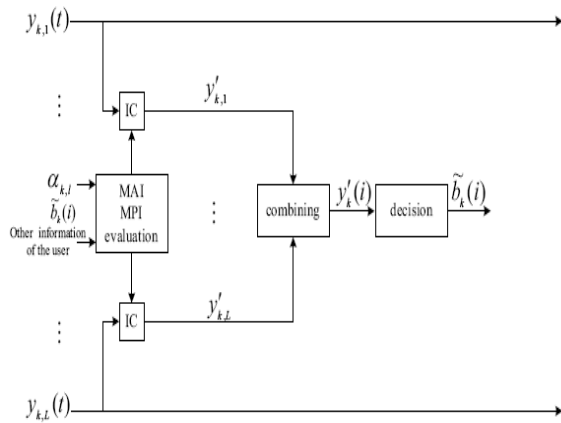 y_{k,1}(t)
y'_{k,1}
IC
α_{k,l}
b̃_k(i)
Other information
of the user
MAI
MPI
evaluation
combining
y'_k(i)
decision
b̃_k(i)
IC
y'_{k,L}
y_{k,L}(t)